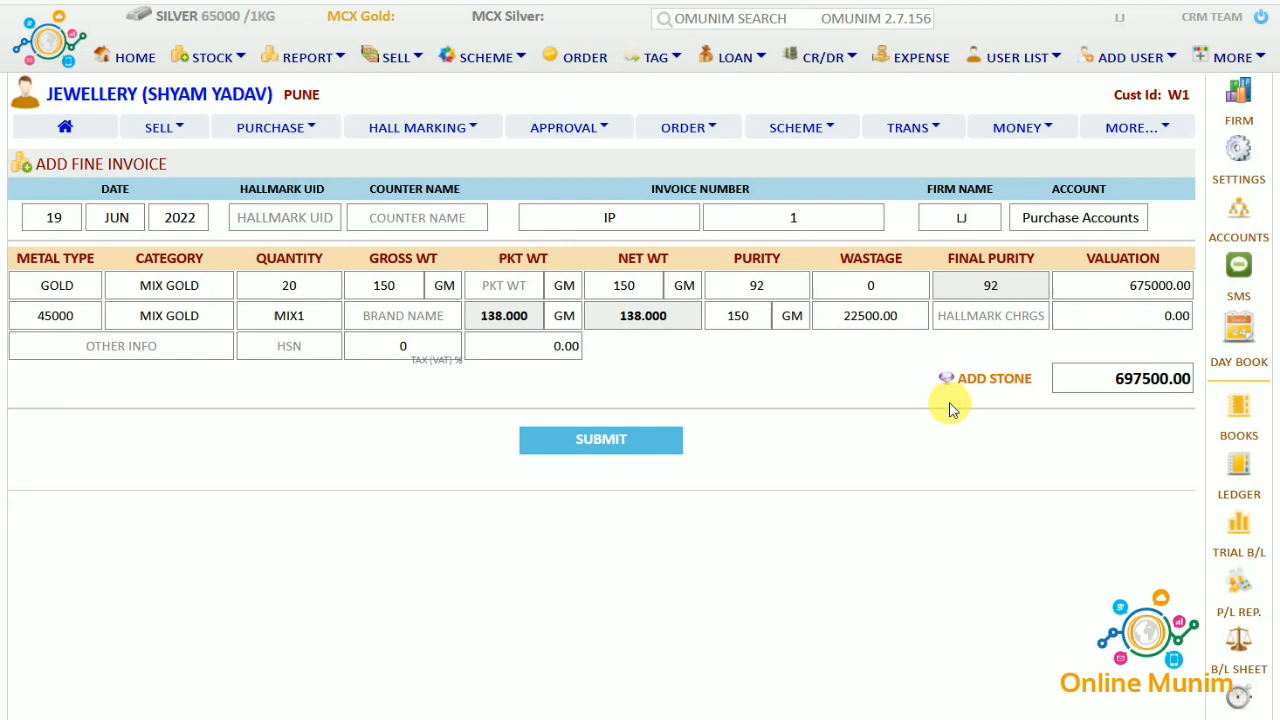 SILVER 65000 /1KG MCX Gold: MCX Silver: OMUNIM SEARCH OMUNIM 2.7.156 LJ CRM TEAM
HOME STOCK REPORT SELL SCHEME ORDER TAG LOAN CR/DR EXPENSE USER LIST ADD USER MORE
JEWELLERY (SHYAM YADAV) PUNE Cust Id: W1
SELL PURCHASE HALL MARKING APPROVAL ORDER SCHEME TRANS MONEY MORE...
ADD FINE INVOICE
DATE HALLMARK UID COUNTER NAME INVOICE NUMBER FIRM NAME ACCOUNT
19 JUN 2022 HALLMARK UID COUNTER NAME IP 1 LJ Purchase Accounts
METAL TYPE CATEGORY QUANTITY GROSS WT PKT WT NET WT PURITY WASTAGE FINAL PURITY VALUATION
GOLD MIX GOLD 20 150 GM PKT WT GM 150 GM 92 0 92 675000.00
45000 MIX GOLD MIX1 BRAND NAME 138.000 GM 138.000 150 GM 22500.00 HALLMARK CHRGS 0.00
OTHER INFO HSN 0 0.00
TAX (VAT) %
ADD STONE 697500.00
SUBMIT
FIRM
SETTINGS
ACCOUNTS
SMS
SMS
24
DAY BOOK
BOOKS
LEDGER
TRIAL B/L
P/L REP.
B/L SHEET
Online Munim